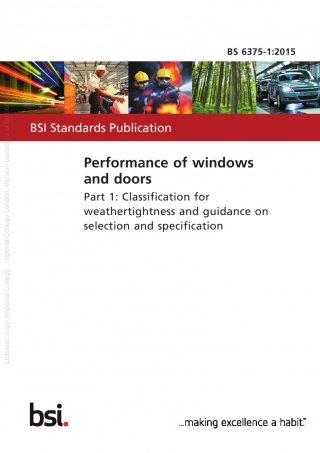 BS 6375-1:2015
BSI Standards Publication
Performance of windows
and doors
Part 1: Classification for
weathertightness and guidance on
selection and specification
bsi.
...making excellence a habit.™